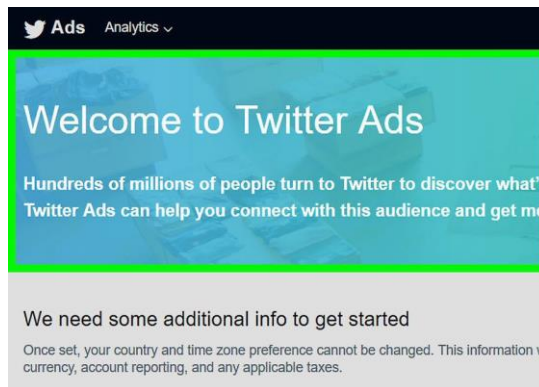 Ads Analytics
Welcome to Twitter Ads
Hundreds of millions of people turn to Twitter to discover what'
Twitter Ads can help you connect with this audience and get
We need some additional info to get started
Once set, your country and time zone preference cannot be changed. This information
currency, account reporting, and any applicable taxes.